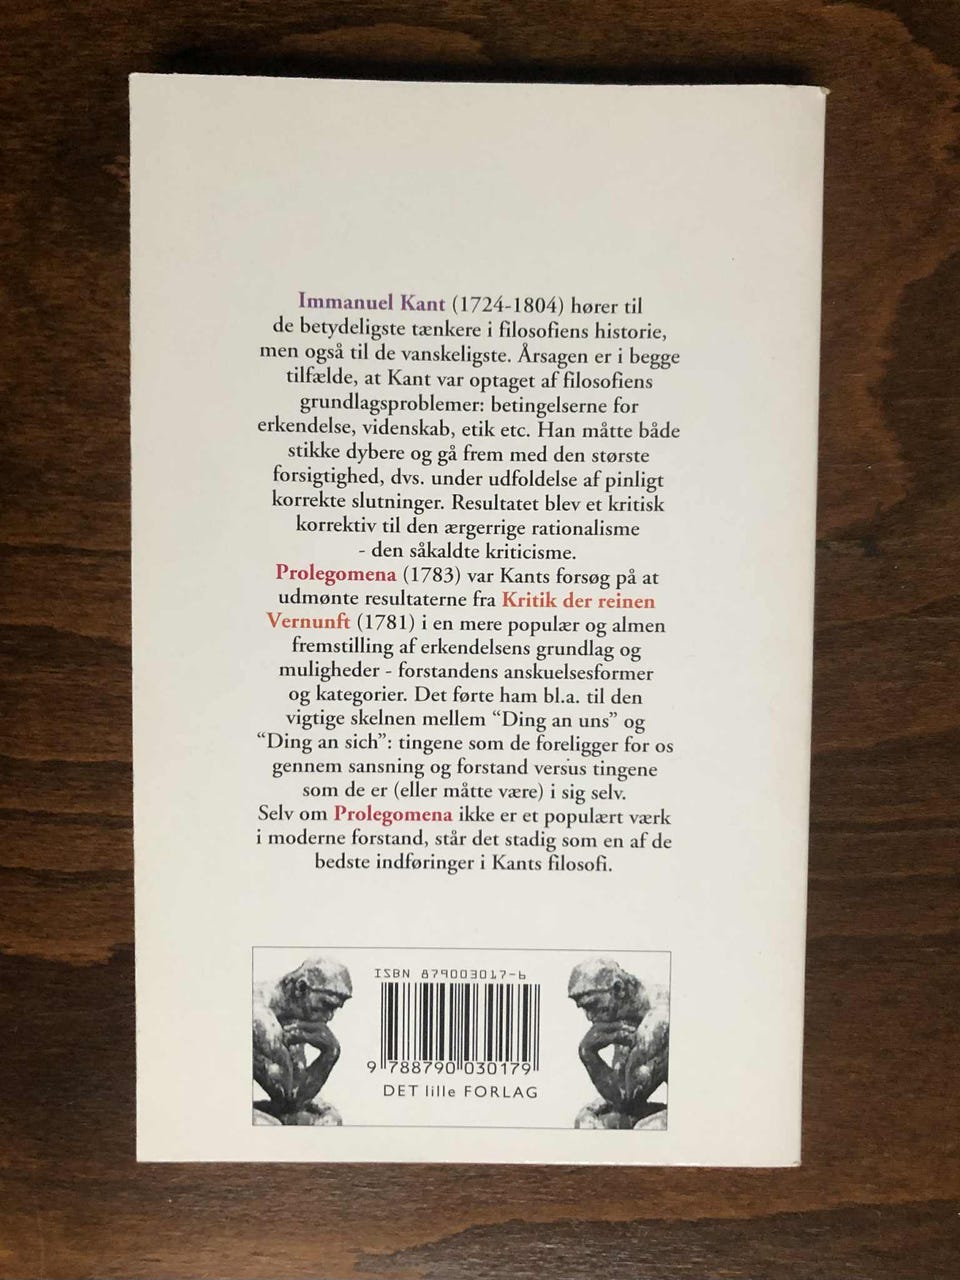 Immanuel Kant (1724-1804) hører til
de betydeligste tænkere i filosofiens historie,
men også til de vanskeligste. Årsagen er i begge
tilfælde, at Kant var optaget af filosofiens
grundlagsproblemer: betingelserne for
erkendelse, videnskab, etik etc. Han måtte både
stikke dybere og gå frem med den største
forsigtighed, dvs. under udfoldelse af pinligt
korrekte slutninger. Resultatet blev et kritisk
korrektiv til den ærgerrige rationalisme
- den såkaldte kriticisme.
Prolegomena (1783) var Kants forsøg på at
udmønte resultaterne fra Kritik der reinen
Vernunft (1781) i en mere populær og almen
fremstilling af erkendelsens grundlag og
muligheder - forstandens anskuelsesformer
og kategorier. Det førte ham bl.a. til den
vigtige skelnen mellem “Ding an uns” og
“Ding an sich”: tingene som de foreligger for os
gennem sansning og forstand versus tingene
som de er (eller måtte være) i sig selv.
Selv om Prolegomena ikke er et populært værk
i moderne forstand, står det stadig som en af de
bedste indføringer i Kants filosofi.
ISBN 879003017-6
9 788790 030179
DET lille FORLAG